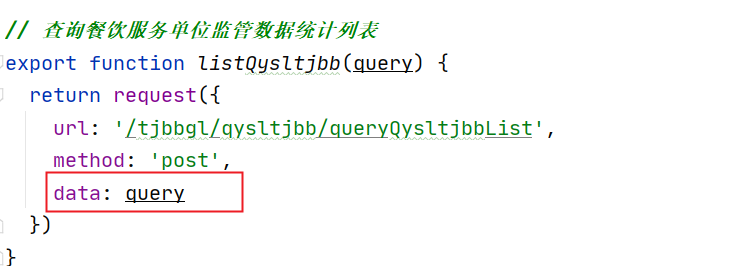 // 查询餐饮服务单位监管数据统计列表
export function listQysltjbb(query) {
return request({
url: '/tjbbgl/qysltjbb/queryQysltjbbList',
method: 'post',
data: query
})
}